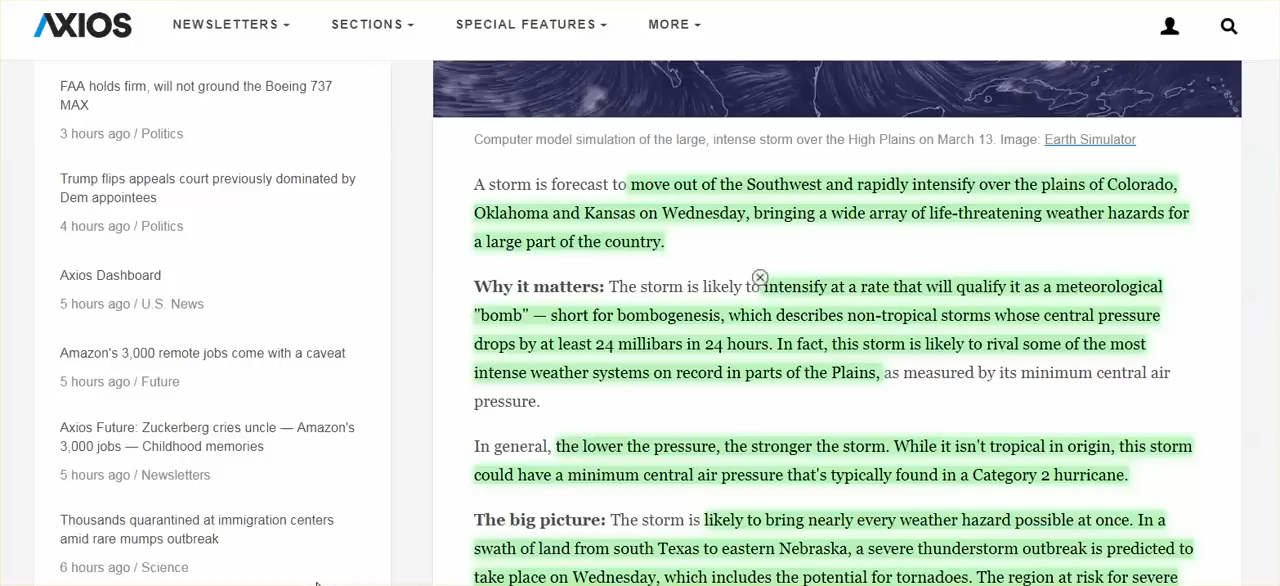 AXIOS
NEWSLETTERS SECTIONS SPECIAL FEATURES MORE
FAA holds firm, will not ground the Boeing 737
MAX
3 hours ago / Politics
Trump flips appeals court previously dominated by
Dem appointees
4 hours ago / Politics
Axios Dashboard
5 hours ago / U.S. News
Amazon's 3,000 remote jobs come with a caveat
5 hours ago / Future
Axios Future: Zuckerberg cries uncle — Amazon's
3,000 jobs — Childhood memories
5 hours ago / Newsletters
Thousands quarantined at immigration centers
amid rare mumps outbreak
6 hours ago / Science
Computer model simulation of the large, intense storm over the High Plains on March 13. Image: Earth Simulator
A storm is forecast to move out of the Southwest and rapidly intensify over the plains of Colorado,
Oklahoma and Kansas on Wednesday, bringing a wide array of life-threatening weather hazards for
a large part of the country.
Why it matters: The storm is likely to intensify at a rate that will qualify it as a meteorological
"bomb" — short for bombogenesis, which describes non-tropical storms whose central pressure
drops by at least 24 millibars in 24 hours. In fact, this storm is likely to rival some of the most
intense weather systems on record in parts of the Plains, as measured by its minimum central air
pressure.
In general, the lower the pressure, the stronger the storm. While it isn't tropical in origin, this storm
could have a minimum central air pressure that's typically found in a Category 2 hurricane.
The big picture: The storm is likely to bring nearly every weather hazard possible at once. In a
swath of land from south Texas to eastern Nebraska, a severe thunderstorm outbreak is predicted to
take place on Wednesday, which includes the potential for tornadoes. The region at risk for severe